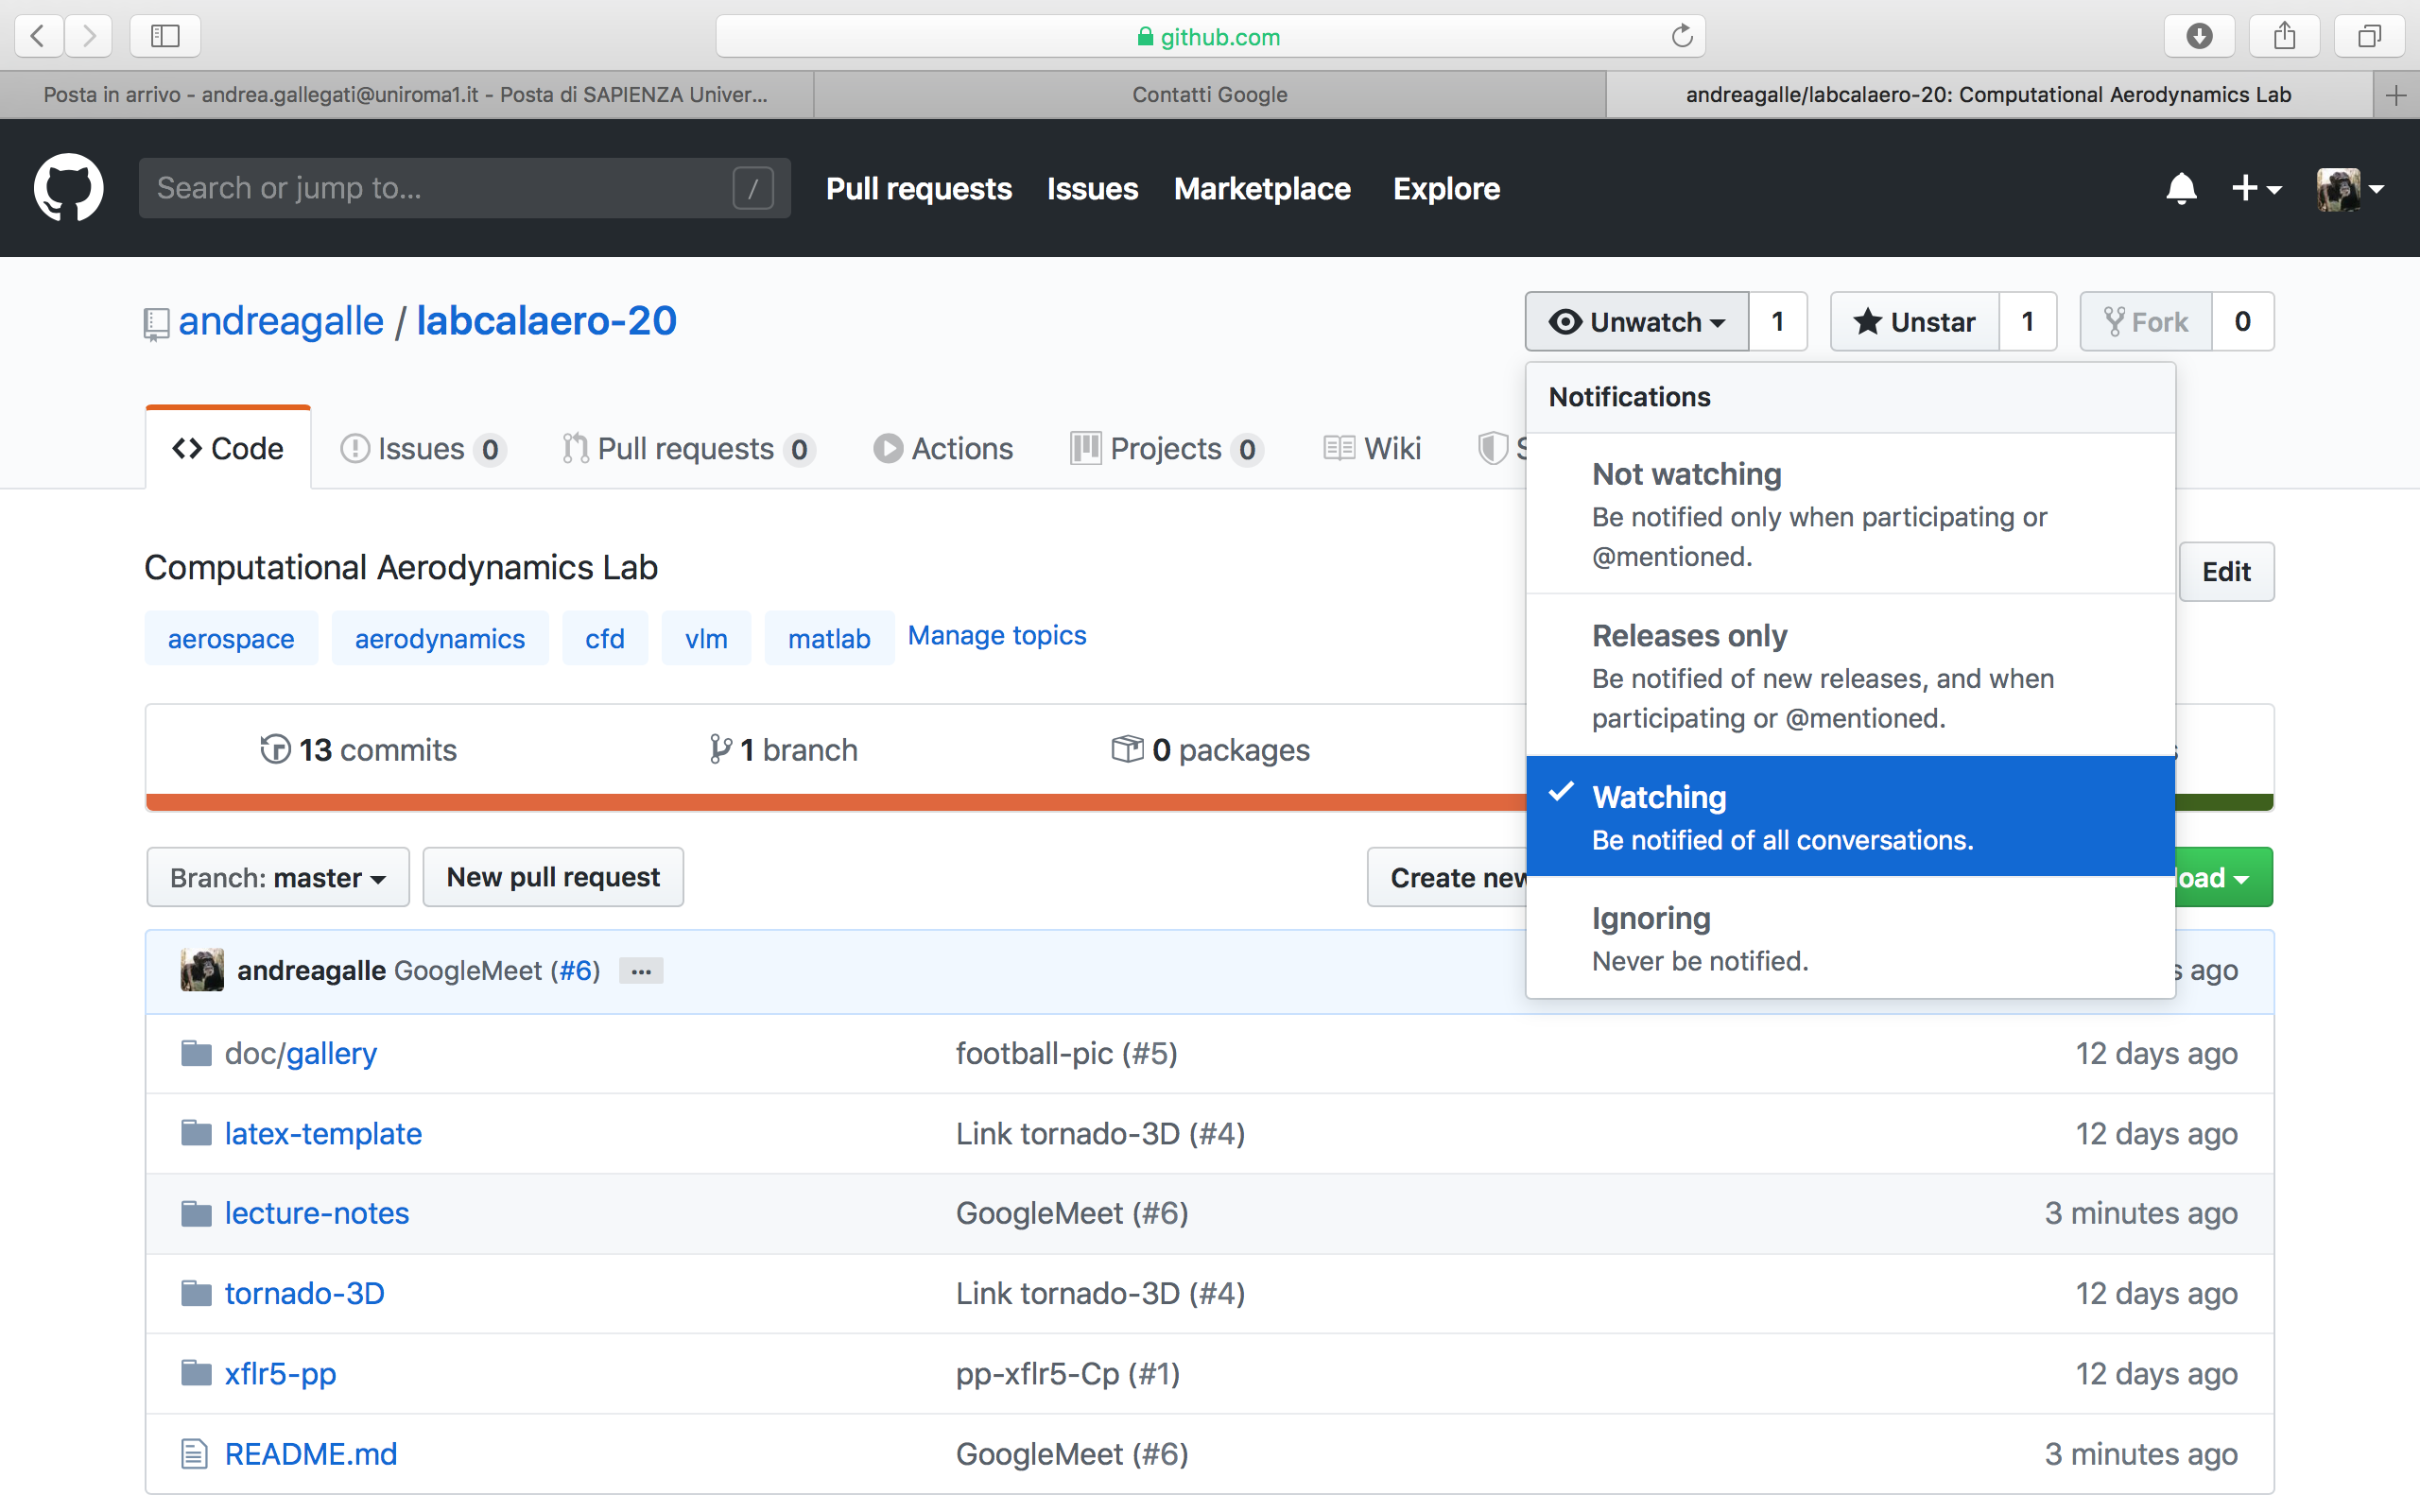 github.com
Posta in arrivo - andrea.gallegati@uniroma1.it - Posta di SAPIENZA Univer...
Contatti Google
andreagalle/labcalaero-20: Computational Aerodynamics Lab
Search or jump to...
/
Pull requests
Issues
Marketplace
Explore
andreagalle / labcalaero-20
Unwatch
1
Unstar
1
Fork
0
Code
Issues 0
Pull requests 0
Actions
Projects 0
Wiki
S
Notifications
Not watching
Be notified only when participating or
@mentioned.
Releases only
Be notified of new releases, and when
participating or @mentioned.
Watching
Be notified of all conversations.
Ignoring
Never be notified.
Computational Aerodynamics Lab
Edit
aerospace
aerodynamics
cfd
vlm
matlab
Manage topics
13 commits
1 branch
0 packages
Branch: master
New pull request
Create new
load
andreagalle GoogleMeet (#6) ...
s ago
doc/gallery
football-pic (#5)
12 days ago
latex-template
Link tornado-3D (#4)
12 days ago
lecture-notes
GoogleMeet (#6)
3 minutes ago
tornado-3D
Link tornado-3D (#4)
12 days ago
xflr5-pp
pp-xflr5-Cp (#1)
12 days ago
README.md
GoogleMeet (#6)
3 minutes ago